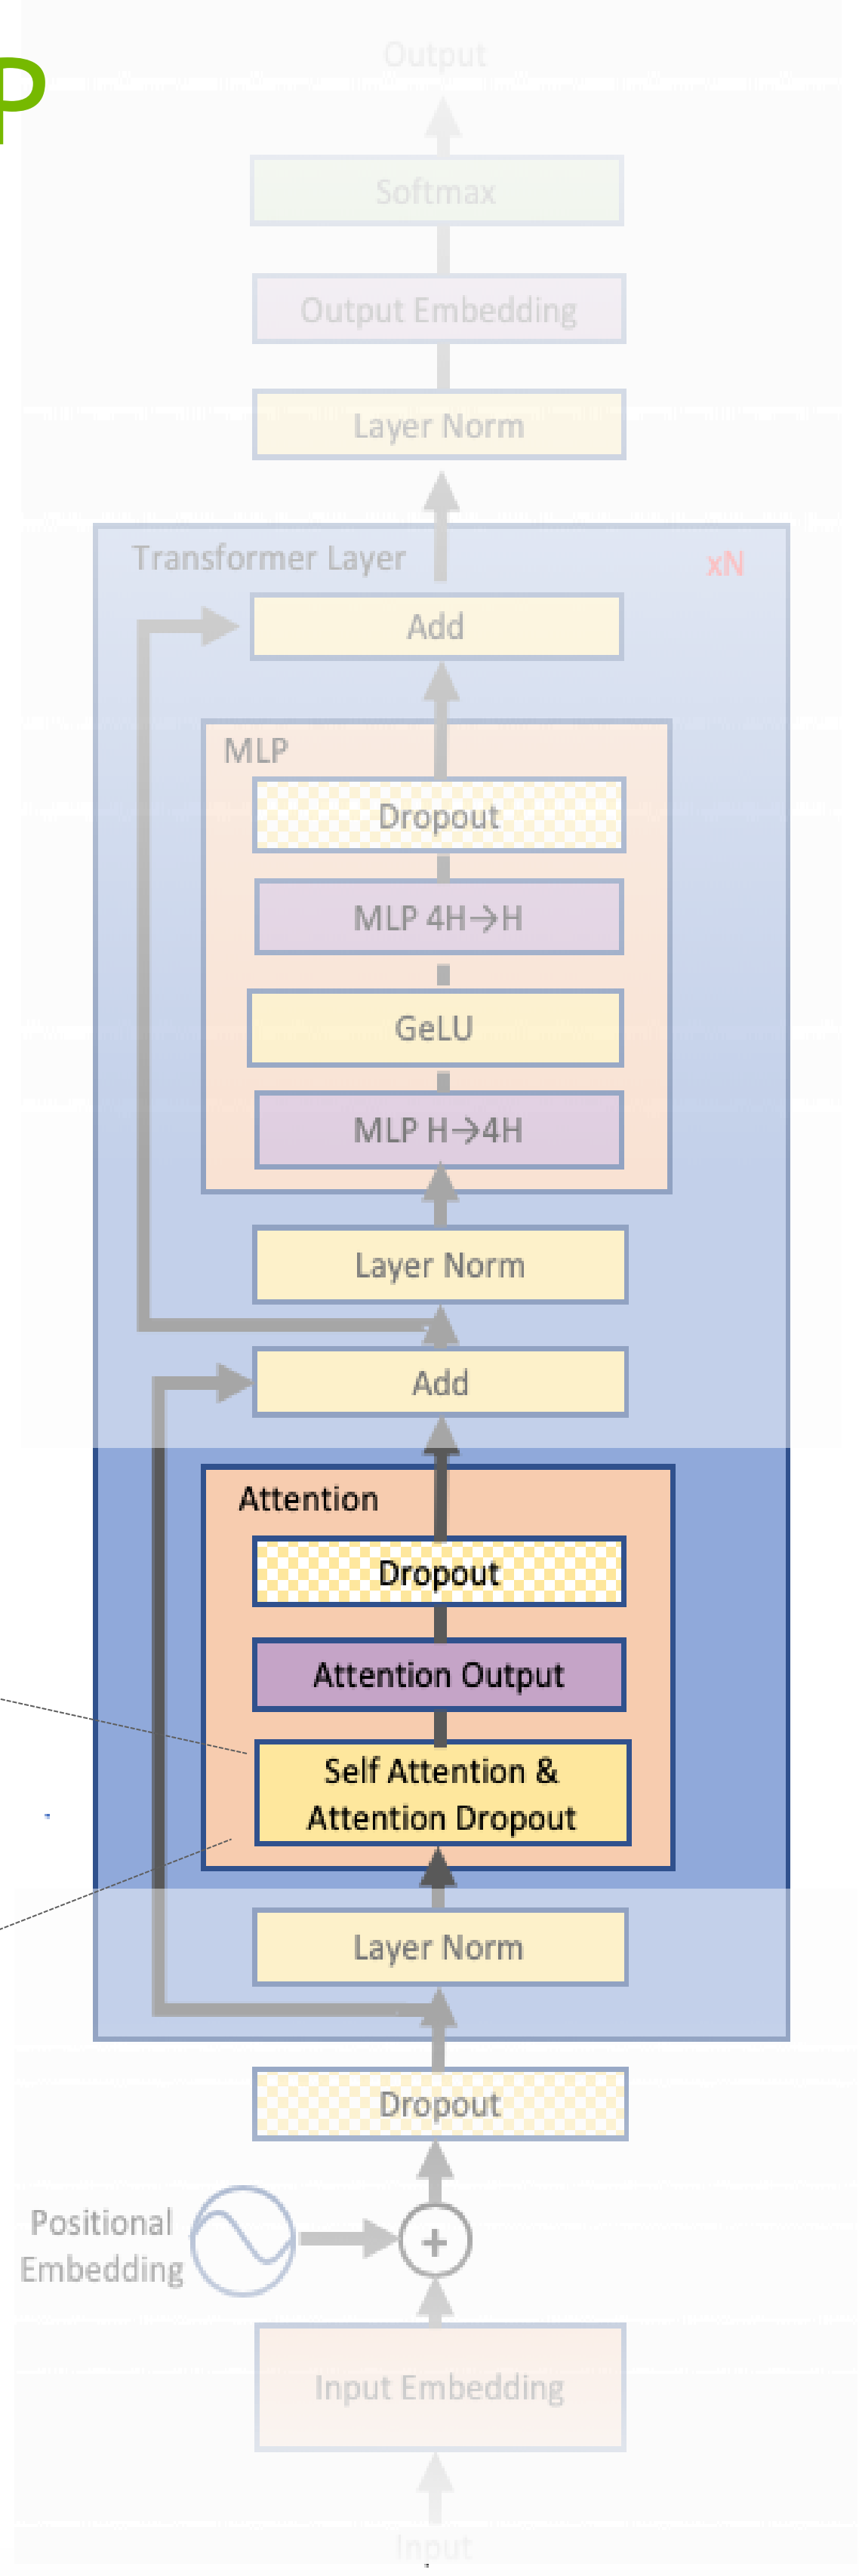 P
Output
Softmax
Output Embedding
Layer Norm
Transformer Layer
xN
Add
MLP
Dropout
MLP 4H→H
GeLU
MLP H→4H
Layer Norm
Add
Attention
Dropout
Attention Output
Self Attention &
Attention Dropout
Layer Norm
Dropout
Positional
Embedding
+
Input Embedding
Input